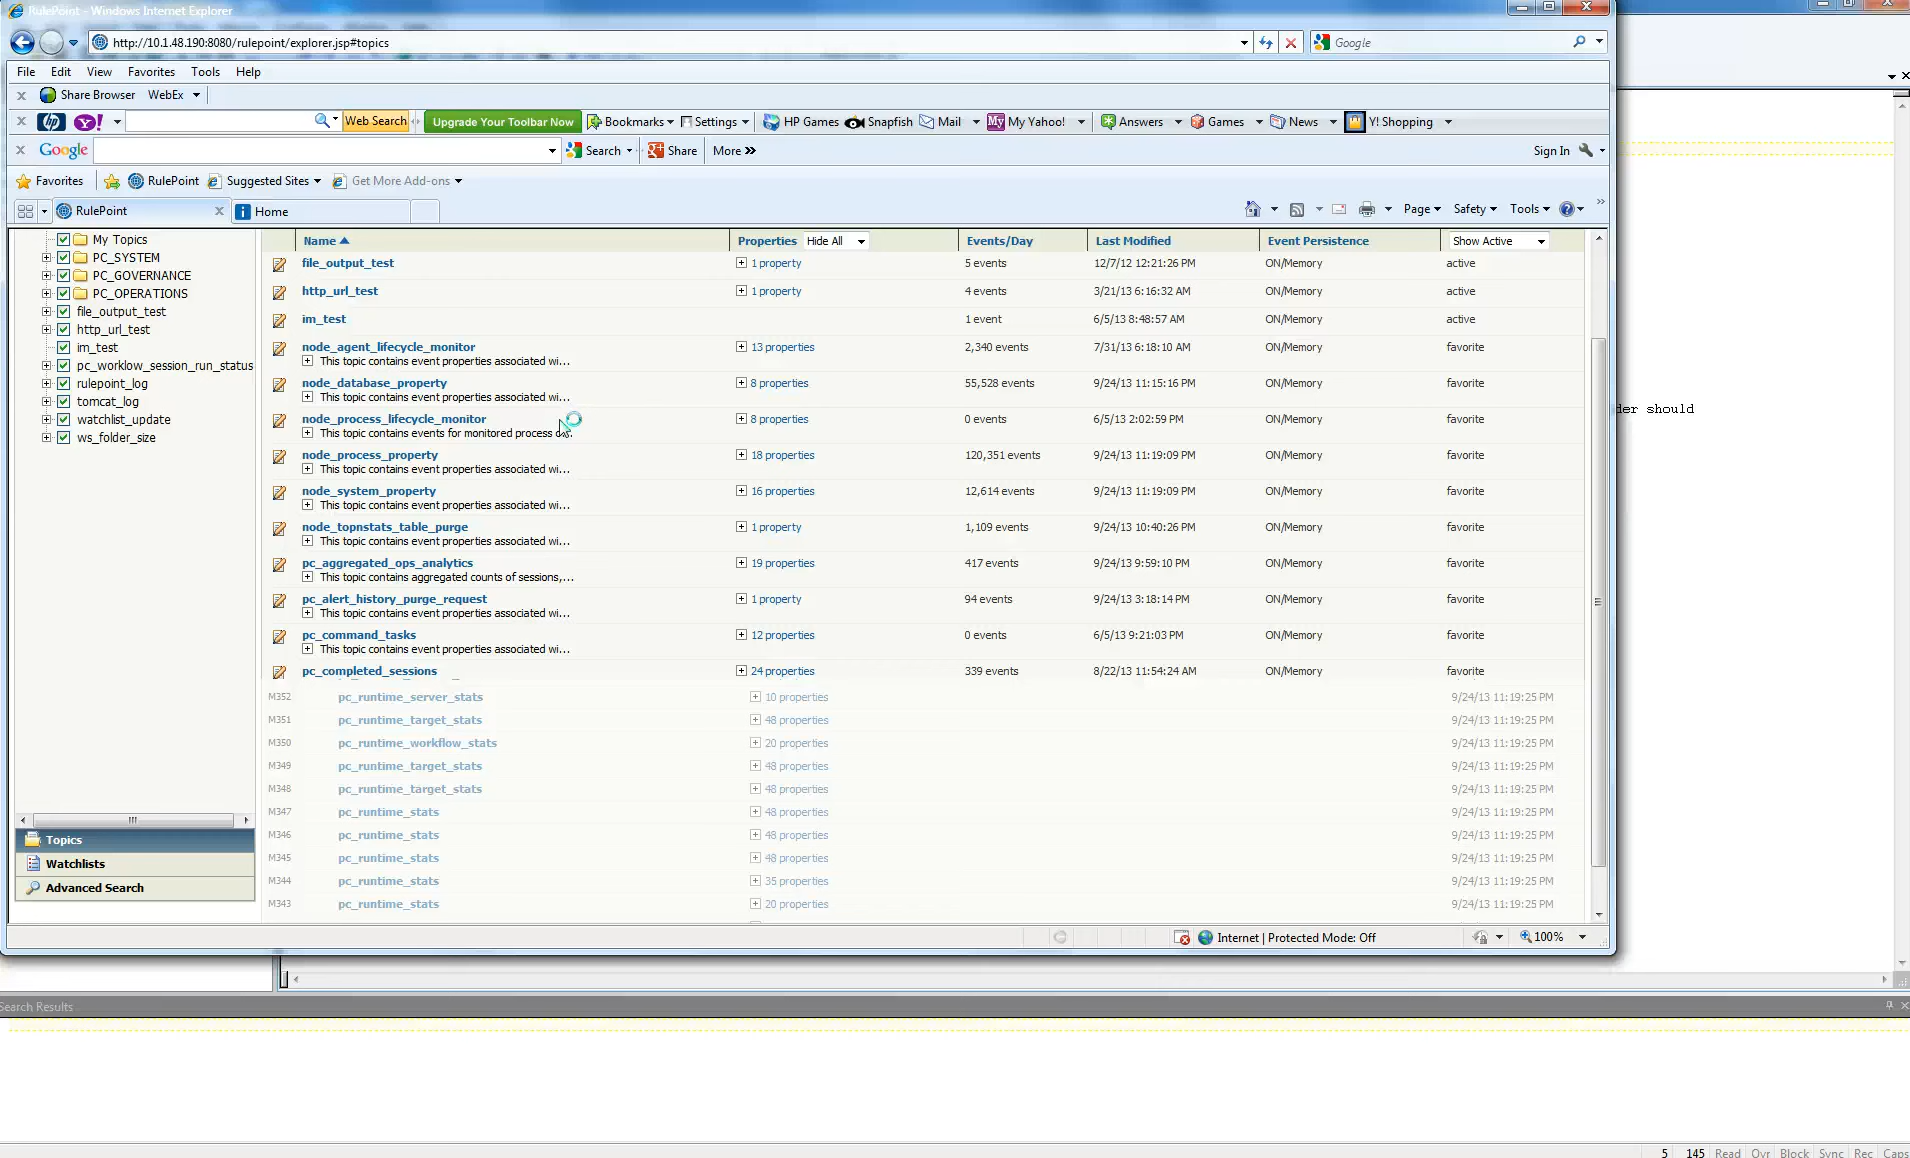 RulePoint - Windows Internet Explorer
http://10.1.48.190:8080/rulepoint/explorer.jsp#topics
Google
File Edit View Favorites Tools Help
Share Browser WebEx
Web Search Upgrade Your Toolbar Now Bookmarks Settings HP Games Snapfish Mail My Yahoo! Answers Games News Y! Shopping
Google Search Share More Sign In
Favorites RulePoint Suggested Sites Get More Add-ons
RulePoint Home Page Safety Tools
My Topics
PC_SYSTEM
PC_GOVERNANCE
PC_OPERATIONS
file_output_test
http_url_test
im_test
pc_worklow_session_run_status
rulepoint_log
tomcat_log
watchlist_update
ws_folder_size
Topics
Watchlists
Advanced Search
Name Properties Hide All Events/Day Last Modified Event Persistence Show Active
file_output_test 1 property 5 events 12/7/12 12:21:26 PM ON/Memory active
http_url_test 1 property 4 events 3/21/13 6:16:32 AM ON/Memory active
im_test 1 event 6/5/13 8:48:57 AM ON/Memory active
node_agent_lifecycle_monitor 13 properties 2,340 events 7/31/13 6:18:10 AM ON/Memory favorite
This topic contains event properties associated wi...
node_database_property 8 properties 55,528 events 9/24/13 11:15:16 PM ON/Memory favorite
This topic contains event properties associated wi...
node_process_lifecycle_monitor 8 properties 0 events 6/5/13 2:02:59 PM ON/Memory favorite
This topic contains events for monitored process
node_process_property 18 properties 120,351 events 9/24/13 11:19:09 PM ON/Memory favorite
This topic contains event properties associated wi...
node_system_property 16 properties 12,614 events 9/24/13 11:19:09 PM ON/Memory favorite
This topic contains event properties associated wi...
node_topnstats_table_purge 1 property 1,109 events 9/24/13 10:40:26 PM ON/Memory favorite
This topic contains event properties associated wi...
pc_aggregated_ops_analytics 19 properties 417 events 9/24/13 9:59:10 PM ON/Memory favorite
This topic contains aggregated counts of sessions,...
pc_alert_history_purge_request 1 property 94 events 9/24/13 3:18:14 PM ON/Memory favorite
This topic contains event properties associated wi...
pc_command_tasks 12 properties 0 events 6/5/13 9:21:03 PM ON/Memory favorite
This topic contains event properties associated wi...
pc_completed_sessions 24 properties 339 events 8/22/13 11:54:24 AM ON/Memory favorite
M352 pc_runtime_server_stats 10 properties 9/24/13 11:19:25 PM
M351 pc_runtime_target_stats 48 properties 9/24/13 11:19:25 PM
M350 pc_runtime_workflow_stats 20 properties 9/24/13 11:19:25 PM
M349 pc_runtime_target_stats 48 properties 9/24/13 11:19:25 PM
M348 pc_runtime_target_stats 48 properties 9/24/13 11:19:25 PM
M347 pc_runtime_stats 48 properties 9/24/13 11:19:25 PM
M346 pc_runtime_stats 48 properties 9/24/13 11:19:25 PM
M345 pc_runtime_stats 48 properties 9/24/13 11:19:25 PM
M344 pc_runtime_stats 35 properties 9/24/13 11:19:25 PM
M343 pc_runtime_stats 20 properties 9/24/13 11:19:25 PM
Internet | Protected Mode: Off 100%
der should
Search Results
5 145 Read Ovr Block Sync Rec Caps